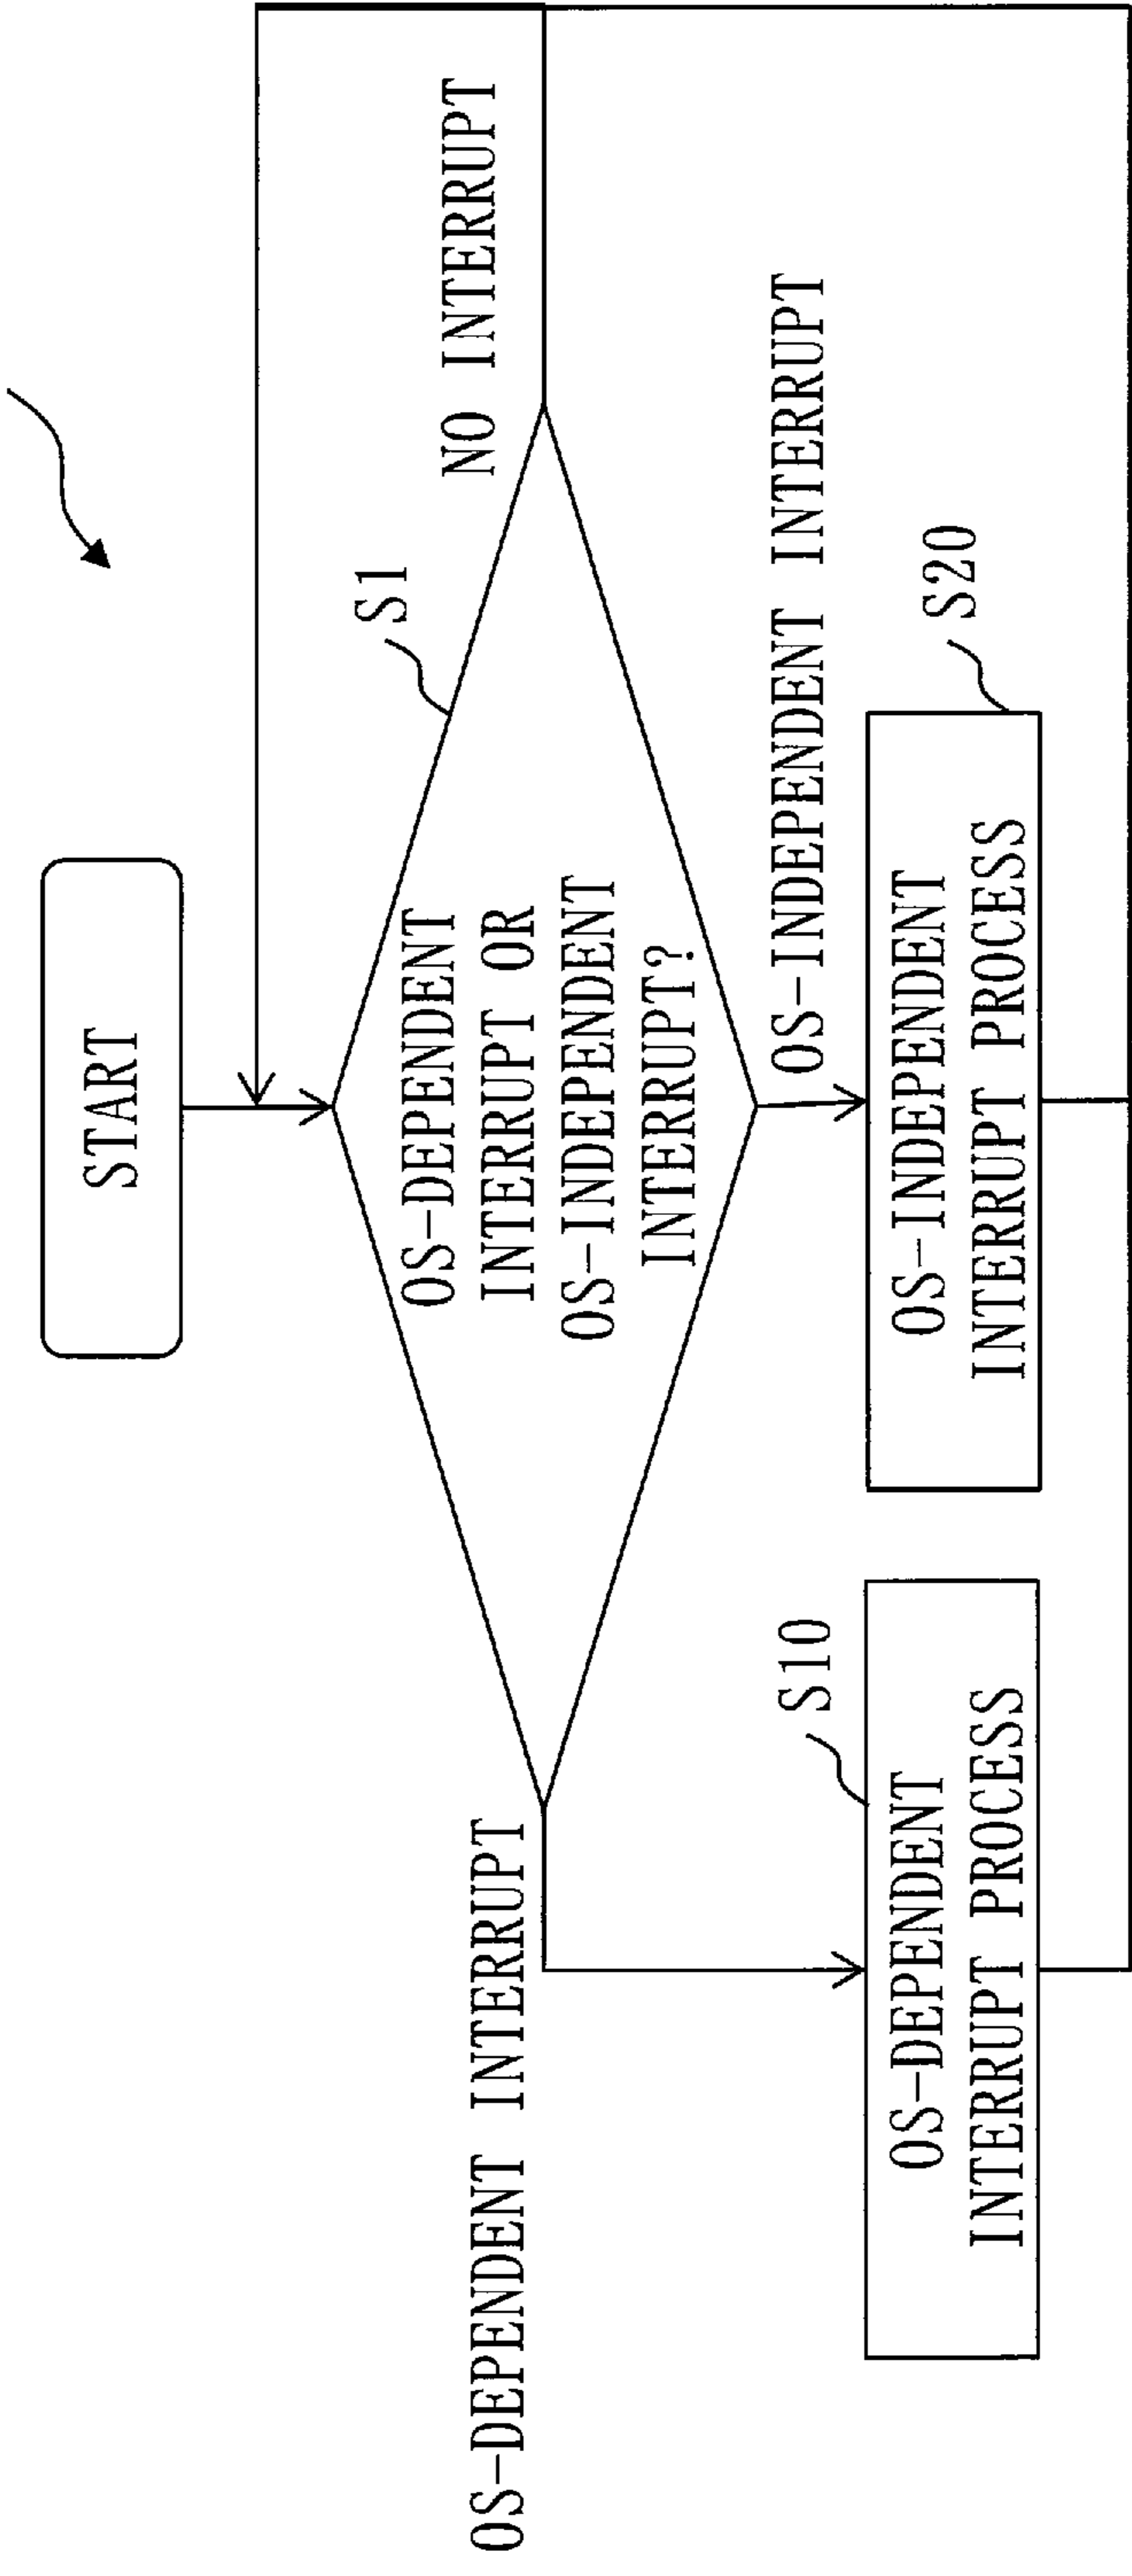 START
S1
OS-DEPENDENT
INTERRUPT OR
OS-INDEPENDENT
INTERRUPT?
NO INTERRUPT
OS-DEPENDENT INTERRUPT
OS-INDEPENDENT INTERRUPT
S10
OS-DEPENDENT
INTERRUPT PROCESS
S20
OS-INDEPENDENT
INTERRUPT PROCESS